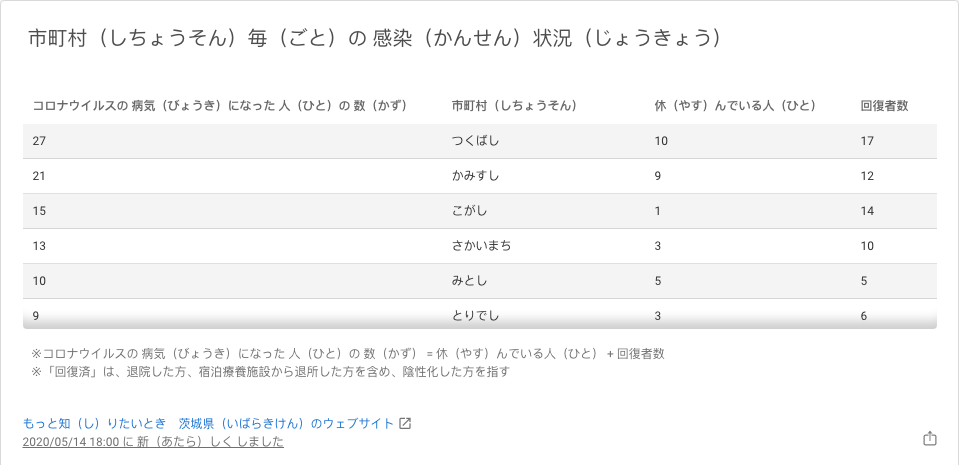 市町村（しちょうそん）毎（ごと）の 感染（かんせん）状況（じょうきょう）
コロナウイルスの 病気（びょうき）になった 人（ひと）の 数（かず） 市町村（しちょうそん） 休（やす）んでいる人（ひと） 回復者数
27 つくばし 10 17
21 かみすし 9 12
15 こがし 1 14
13 さかいまち 3 10
10 みとし 5 5
9 とりでし 3 6
※コロナウイルスの 病気（びょうき）になった 人（ひと）の 数（かず） = 休（やす）んでいる人（ひと） + 回復者数
※「回復済」は、退院した方、宿泊療養施設から退所した方を含め、陰性化した方を指す
もっと知（し）りたいとき　茨城県（いばらきけん）のウェブサイト
2020/05/14 18:00 に 新（あたら）しく しました